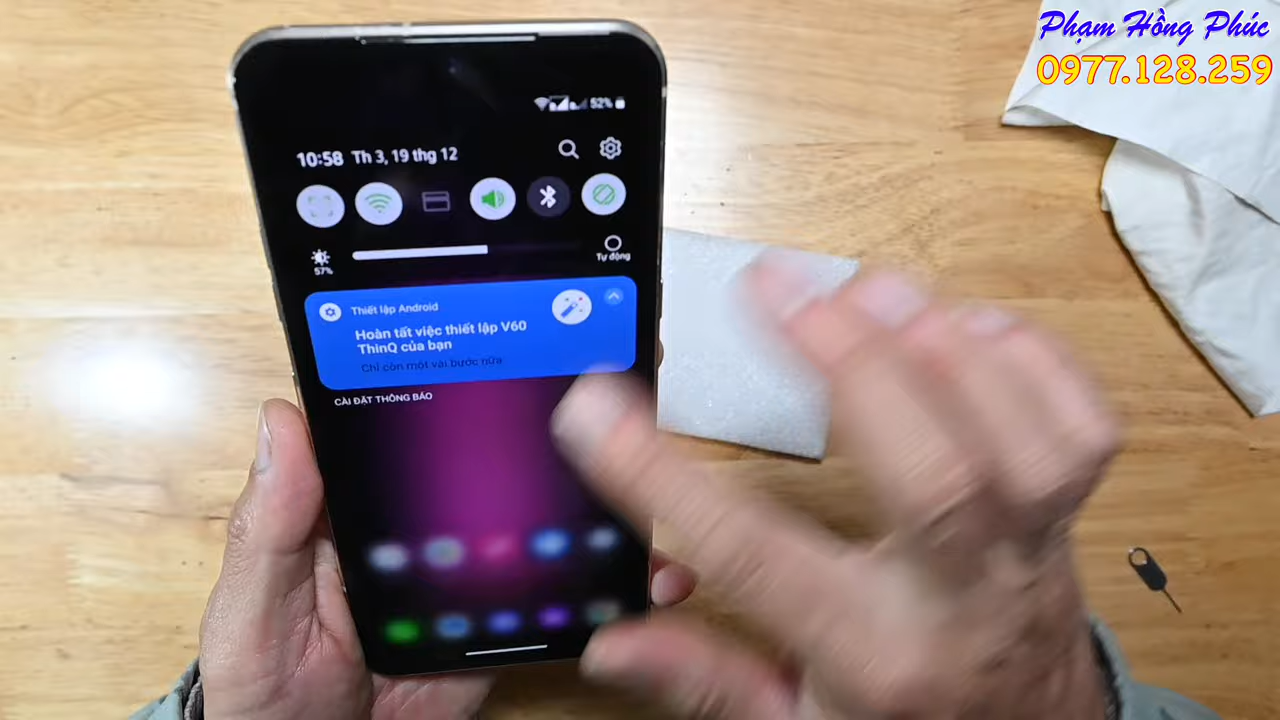 Phạm Hồng Phúc
0977.128.259
52%
10:58 Th 3, 19 thg 12
57%
Tự động
Thiết lập Android
Hoàn tất việc thiết lập V60
ThinQ của bạn
Chỉ còn một vài bước nữa
CÀI ĐẶT THÔNG BÁO